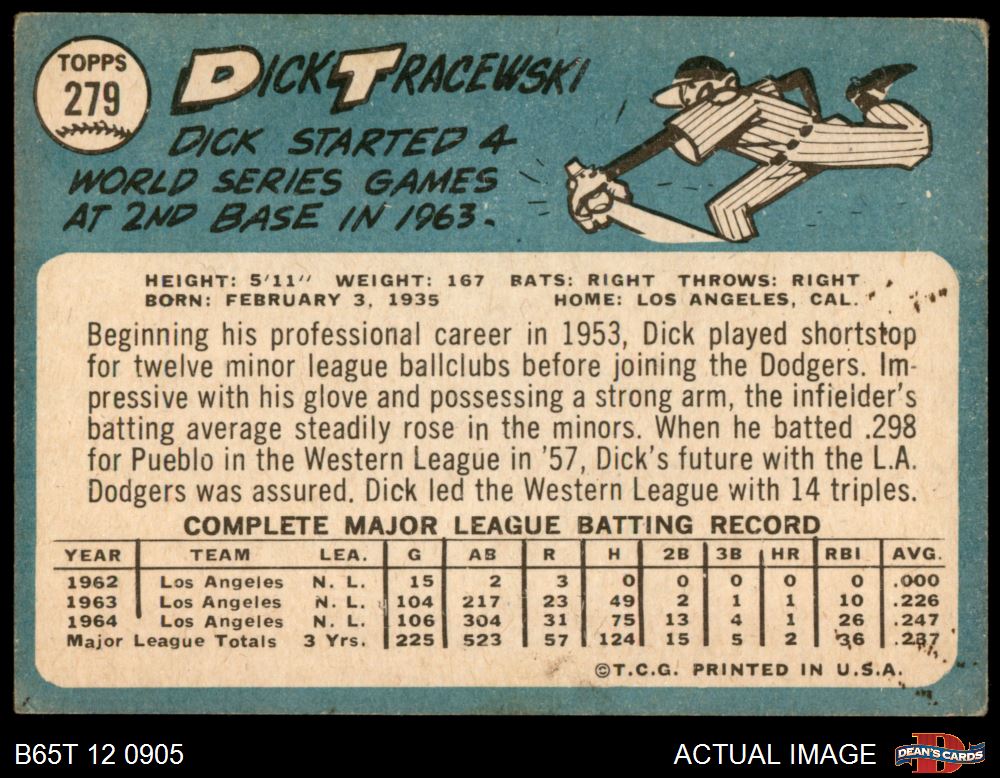 TOPPS
279
DICK TRACEWSKI
DICK STARTED 4
WORLD SERIES GAMES
AT 2ND BASE IN 1963.
HEIGHT: 5'11" WEIGHT: 167 BATS: RIGHT THROWS: RIGHT
BORN: FEBRUARY 3, 1935 HOME: LOS ANGELES, CAL.
Beginning his professional career in 1953, Dick played shortstop
for twelve minor league ballclubs before joining the Dodgers. Im-
pressive with his glove and possessing a strong arm, the infielder's
batting average steadily rose in the minors. When he batted .298
for Pueblo in the Western League in '57, Dick's future with the L.A.
Dodgers was assured. Dick led the Western League with 14 triples.
COMPLETE MAJOR LEAGUE BATTING RECORD
YEAR TEAM LEA. G AB R H 2B 3B HR RBI AVG.
1962 Los Angeles N. L. 15 2 3 0 0 0 0 0 .000
1963 Los Angeles N. L. 104 217 23 49 2 1 1 10 .226
1964 Los Angeles N. L. 106 304 31 75 13 4 1 26 .247
Major League Totals 3 Yrs. 225 523 57 124 15 5 2 36 .237
©T.C.G. PRINTED IN U.S.A.
B65T 12 0905 ACTUAL IMAGE DEAN'S CARDS